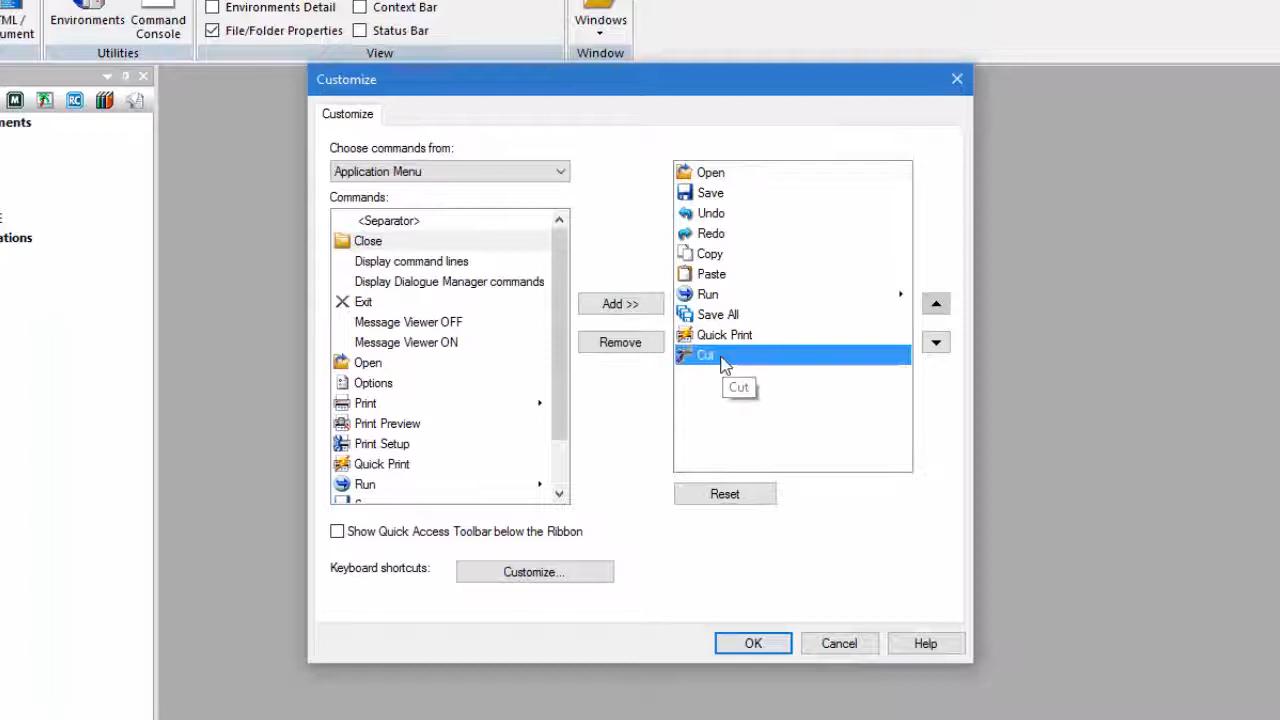 Environments Detail
Context Bar
TML /
Environments
Command
Windows
ument
Console
File/Folder Properties
Status Bar
Utilities
View
Window
M
RC
ments
E
ations
Customize
Customize
Choose commands from:
Application Menu
Commands:
<Separator>
Close
Display command lines
Display Dialogue Manager commands
Exit
Message Viewer OFF
Message Viewer ON
Open
Options
Print
Print Preview
Print Setup
Quick Print
Run
Add >>
Remove
Open
Save
Undo
Redo
Copy
Paste
Run
Save All
Quick Print
Cut
Cut
Reset
Show Quick Access Toolbar below the Ribbon
Keyboard shortcuts:
Customize...
OK
Cancel
Help